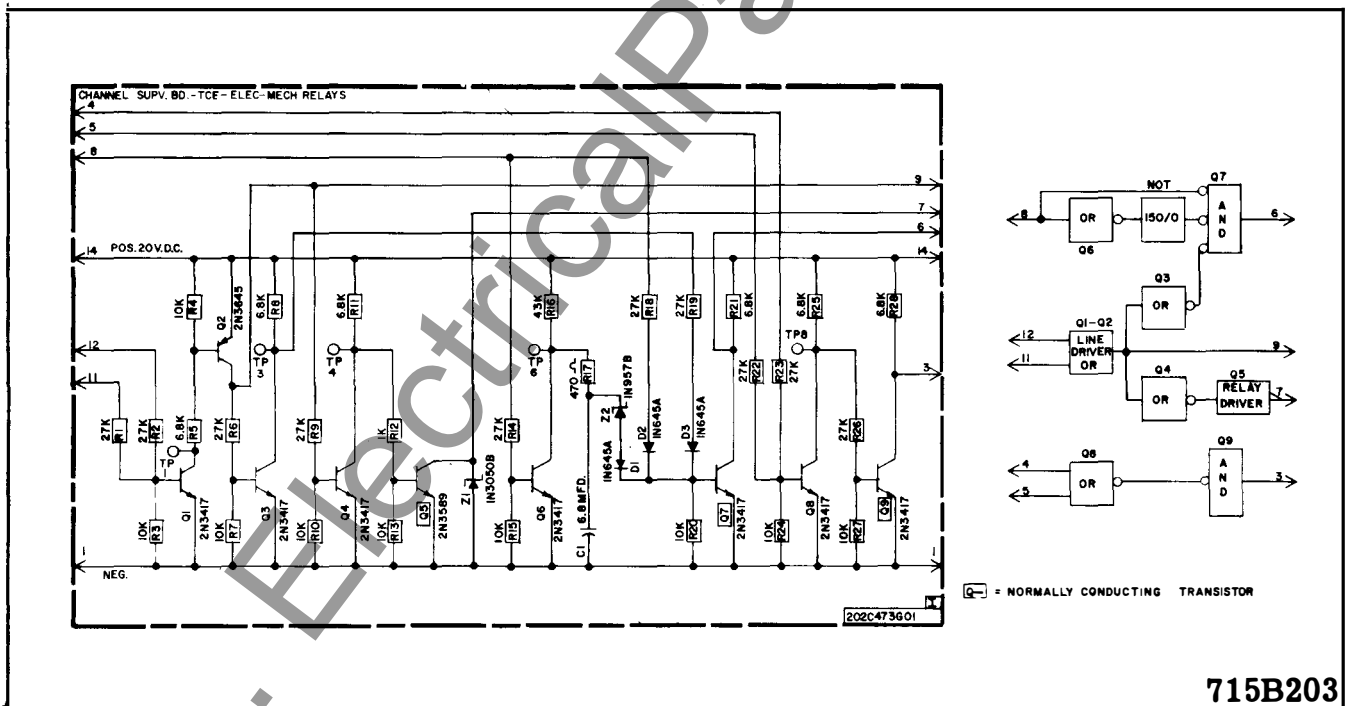 CHANNEL SUPV. BD.-TCE-ELEC-MECH RELAYS
4
5
8
9
7
6
14 POS. 20 V.D.C. 14
12
11
3
1 NEG. 1
27K R1
27K R2
10K R3
10K R4
6.8K R5
27K R6
10K R7
6.8K R8
27K R9
10K R10
6.8K R11
1K R12
10K R13
27K R14
10K R15
43K R16
470 Ω R17
27K R18
27K R19
10K R20
R21 6.8K
27K R22
R23 27K
10K R24
6.8K R25
27K R26
10K R27
6.8K R28
TP 1
TP 3
TP 4
TP 6
TP8
Q1 2N3417
Q2 2N3645
Q3 2N3417
Q4 2N3417
Q5 2N3589
Z1 IN3050B
Q6 2N3417
C1 6.8MFD.
Z2 IN957B
D1 IN645A
D2 IN645A
D3 IN645A
Q7 2N3417
Q8 2N3417
Q9 2N3417
I
202C473G01
NOT
Q7
AND
8
OR
Q6
150/0
6
Q3
OR
Q1-Q2
12
11
LINE
DRIVER
OR
9
Q4
OR
Q5
RELAY
DRIVER
7
Q8
4
5
OR
Q9
AND
3
Q- = NORMALLY CONDUCTING TRANSISTOR
715B203
ElectricalPa